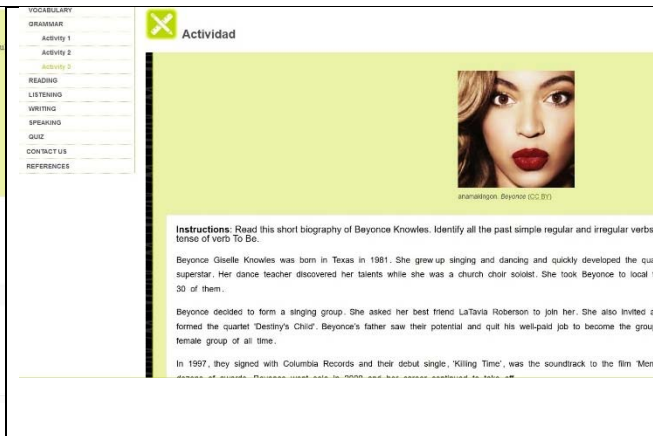 VOCABULARY
GRAMMAR
Activity 1
Activity 2
Activity 3
READING
LISTENING
WRITING
SPEAKING
QUIZ
CONTACT US
REFERENCES
Actividad
anamakingon. Beyonce (CC BY)
Instructions: Read this short biography of Beyonce Knowles. Identify all the past simple regular and irregular verbs
tense of verb To Be.
Beyonce Giselle Knowles was born in Texas in 1981. She grew up singing and dancing and quickly developed the
superstar. Her dance teacher discovered her talents while she was a church choir soloist. She took Beyonce to local
30 of them.
Beyonce decided to form a singing group. She asked her best friend LaTavia Roberson to join her. She also invited
formed the quartet 'Destiny's Child'. Beyonce's father saw their potential and quit his well-paid job to become the
female group of all time.
In 1997, they signed with Columbia Records and their debut single, 'Killing Time', was the soundtrack to the film